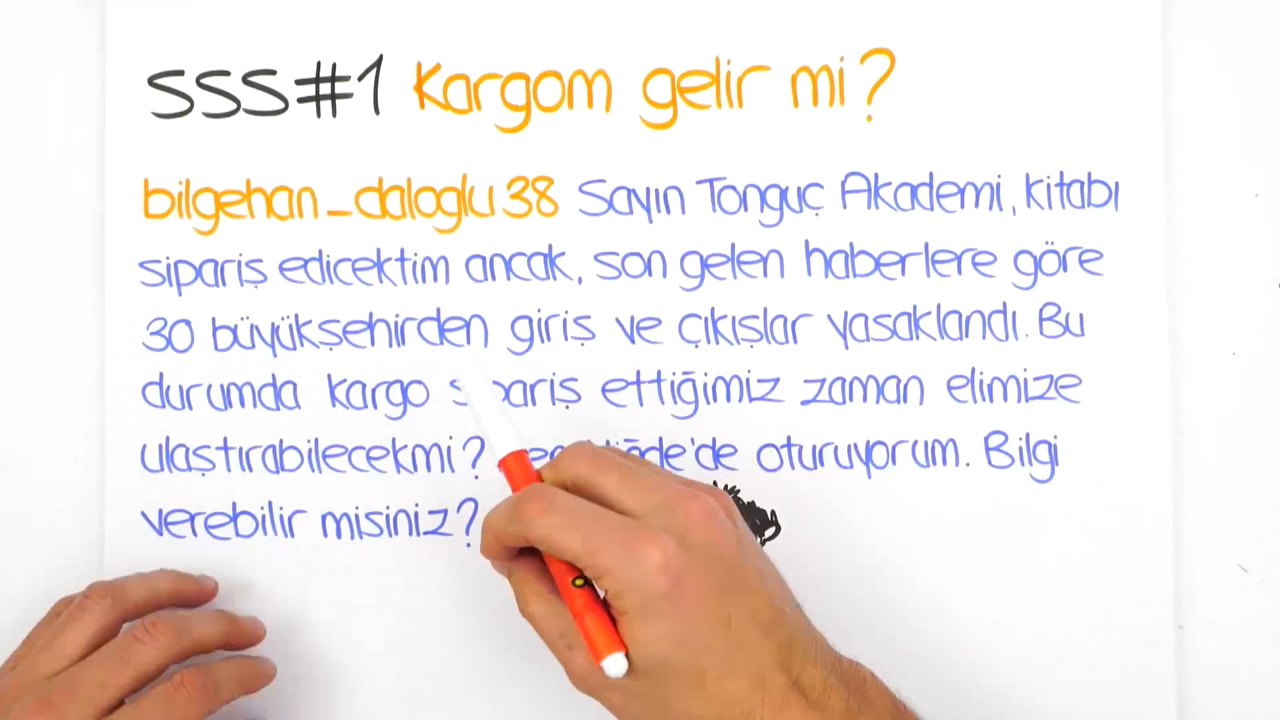 SSS#1 Kargom gelir mi?
bilgehan_daloglu38 Sayın Tonguç Akademi, kitabı
sipariş edicektim ancak, son gelen haberlere göre
30 büyükşehirden giriş ve çıkışlar yasaklandı. Bu
durumda kargo sipariş ettiğimiz zaman elimize
ulaştırabilecekmi? oturuyorum. Bilgi
verebilir misiniz?